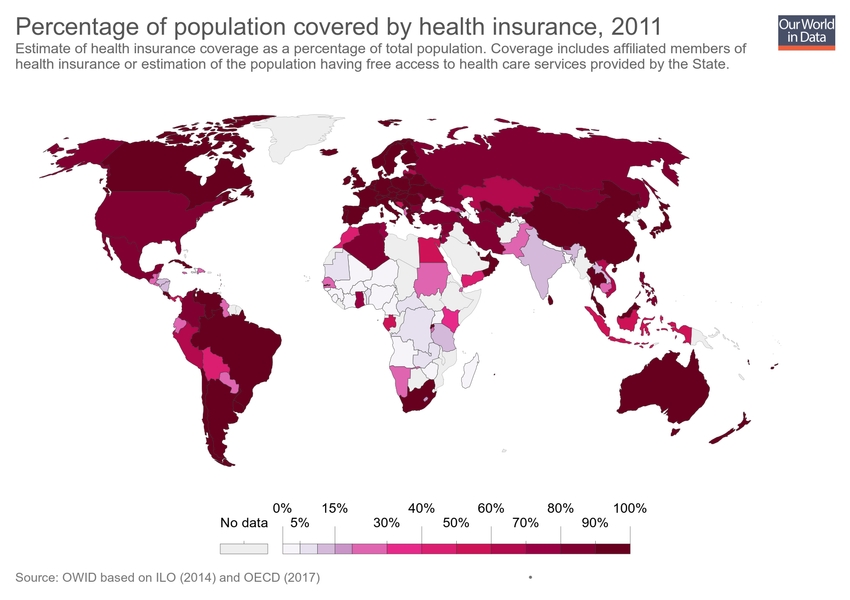 Percentage of population covered by health insurance, 2011
Our World
in Data
Estimate of health insurance coverage as a percentage of total population. Coverage includes affiliated members of
health insurance or estimation of the population having free access to health care services provided by the State.
0% 15% 40% 60% 80% 100%
No data 5% 30% 50% 70% 90%
Source: OWID based on ILO (2014) and OECD (2017)